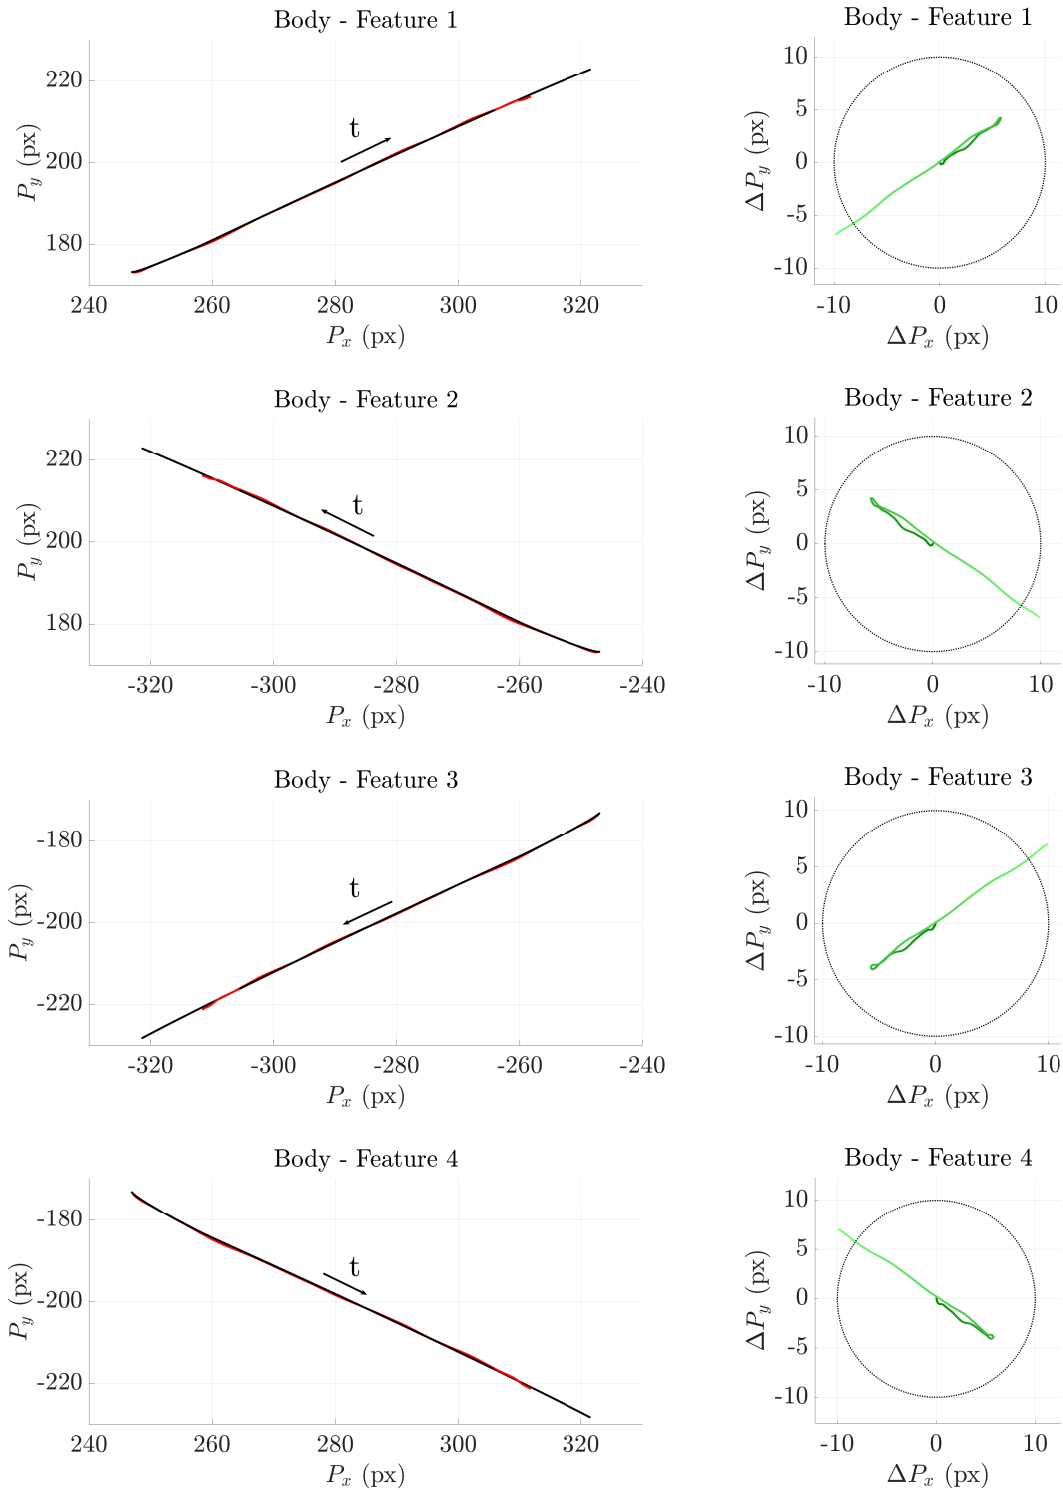 Body - Feature 1
220
200
180
P_y (px)
t
240 260 280 300 320
P_x (px)
Body - Feature 1
10
5
0
-5
-10
ΔP_y (px)
-10 0 10
ΔP_x (px)
Body - Feature 2
220
200
180
P_y (px)
t
-320 -300 -280 -260 -240
P_x (px)
Body - Feature 2
10
5
0
-5
-10
ΔP_y (px)
-10 0 10
ΔP_x (px)
Body - Feature 3
-180
-200
-220
P_y (px)
t
-320 -300 -280 -260 -240
P_x (px)
Body - Feature 3
10
5
0
-5
-10
ΔP_y (px)
-10 0 10
ΔP_x (px)
Body - Feature 4
-180
-200
-220
P_y (px)
t
240 260 280 300 320
P_x (px)
Body - Feature 4
10
5
0
-5
-10
ΔP_y (px)
-10 0 10
ΔP_x (px)